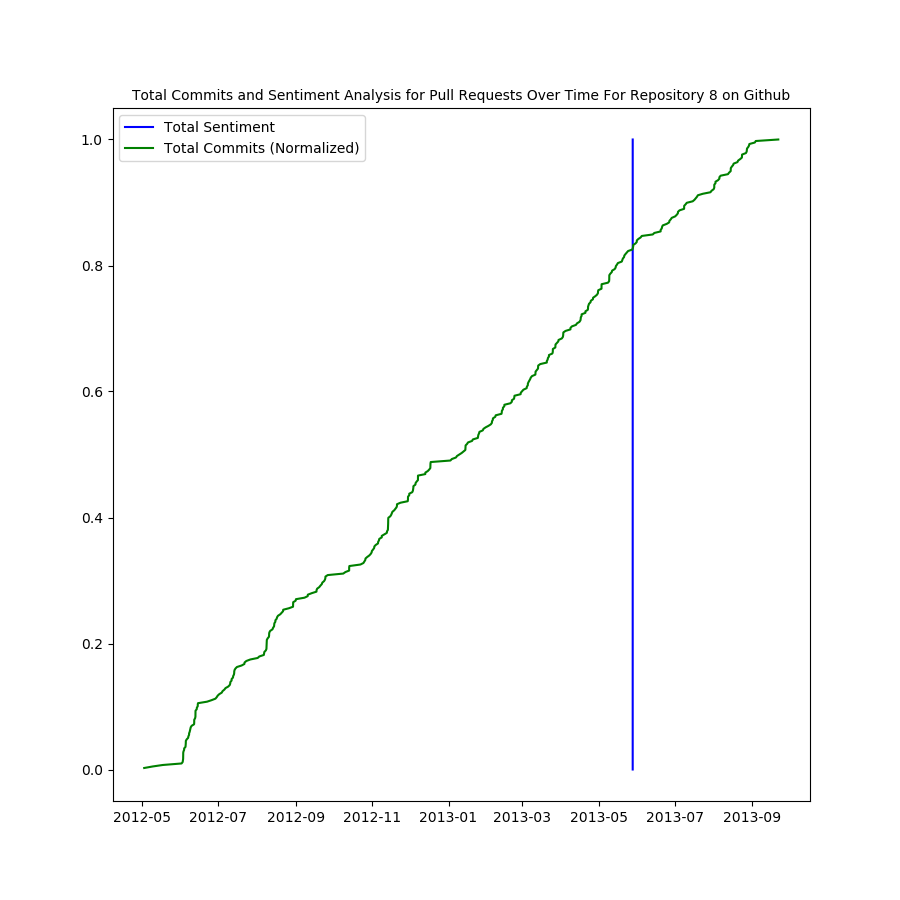 Total Commits and Sentiment Analysis for Pull Requests Over Time For Repository 8 on Github
Total Sentiment
Total Commits (Normalized)
1.0
0.8
0.6
0.4
0.2
0.0
2012-05 2012-07 2012-09 2012-11 2013-01 2013-03 2013-05 2013-07 2013-09